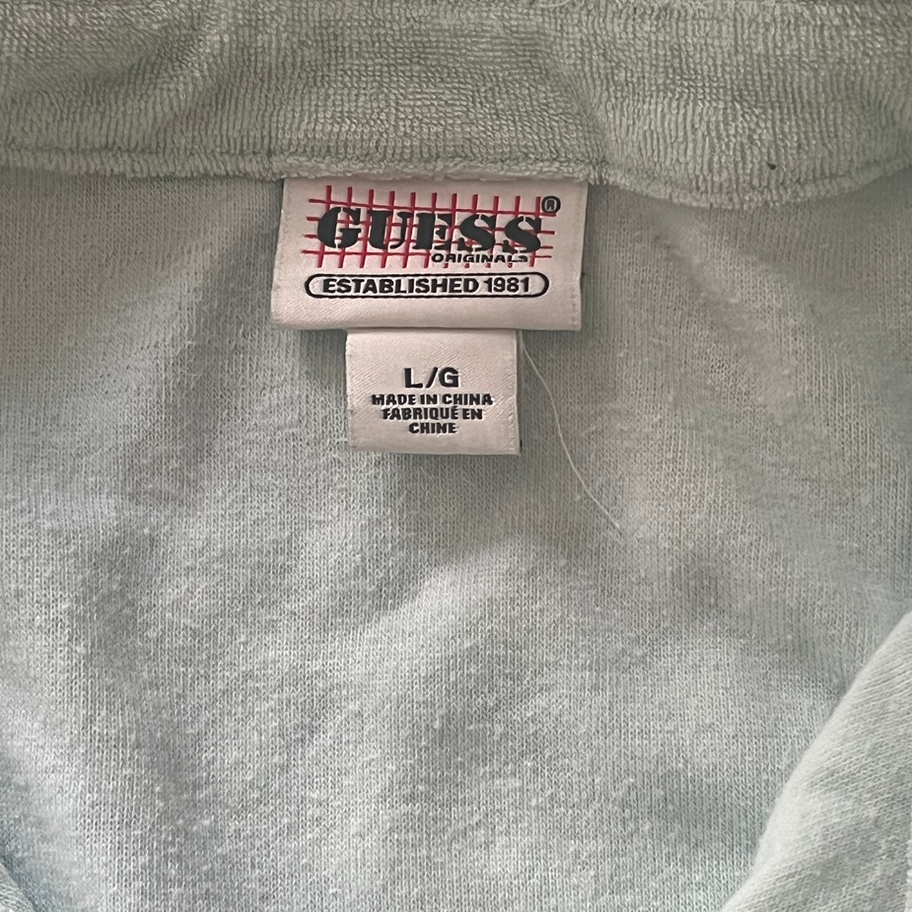 GUESS®
ORIGINALS
ESTABLISHED 1981
L/G
MADE IN CHINA
FABRIQUÉ EN
CHINE